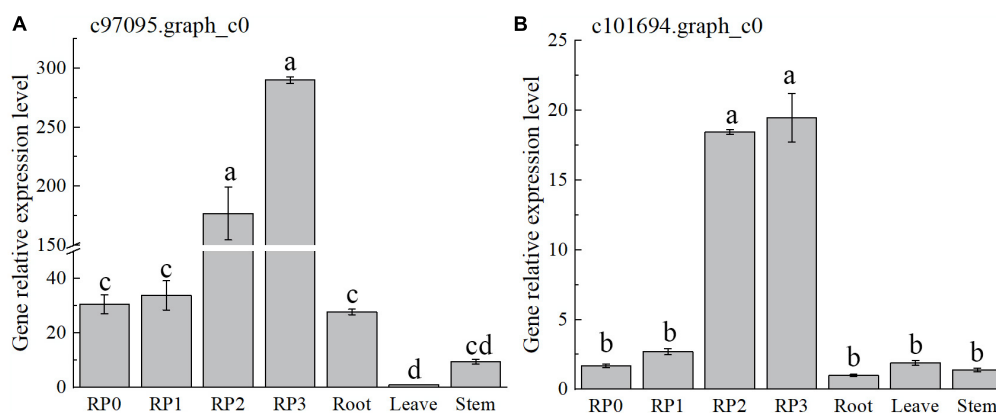 A
c97095.graph_c0
Gene relative expression level
300
250
200
150
40
20
0
c
c
a
a
c
d
cd
RP0 RP1 RP2 RP3 Root Leave Stem
B
c101694.graph_c0
Gene relative expression level
25
20
15
10
5
0
b
b
a
a
b
b
b
RP0 RP1 RP2 RP3 Root Leave Stem